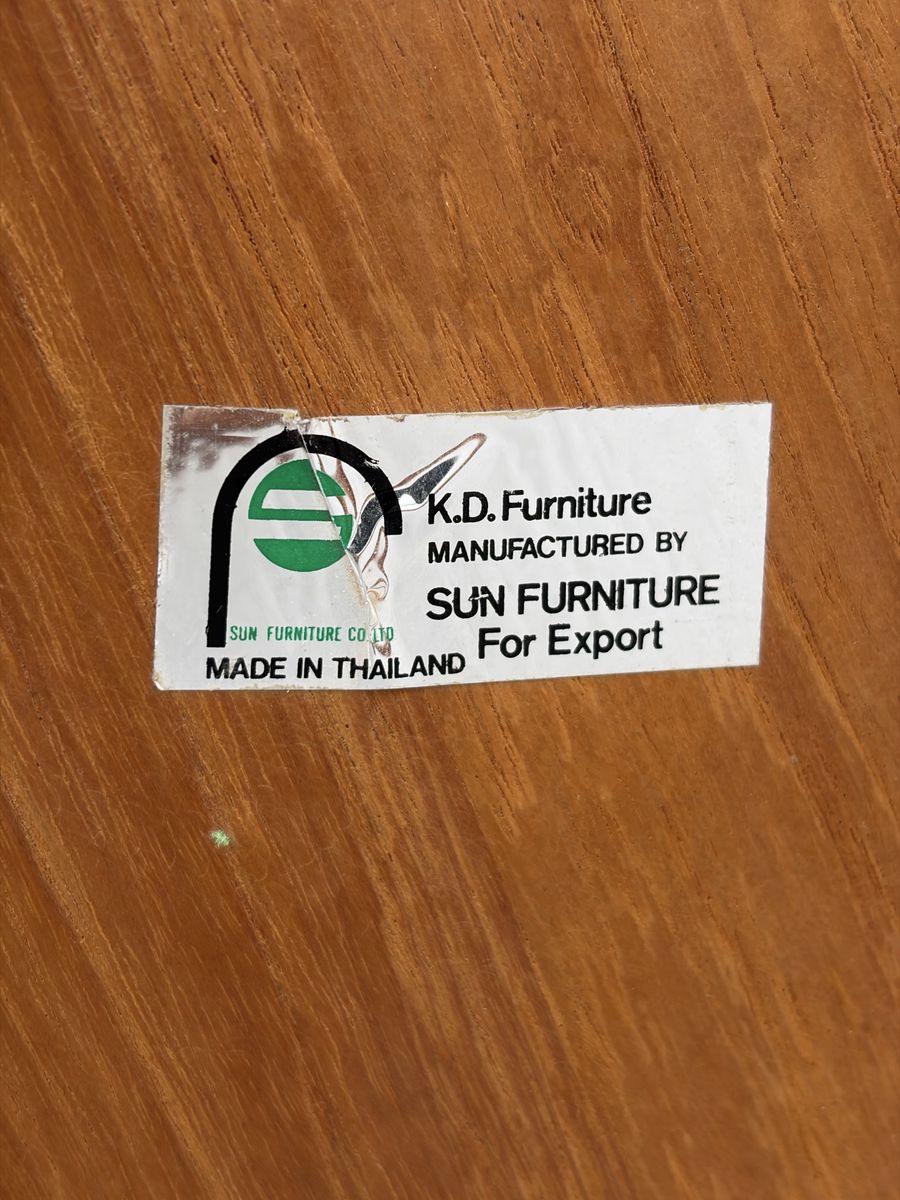 S
SUN FURNITURE CO.LTD
MADE IN THAILAND
K.D. Furniture
MANUFACTURED BY
SUN FURNITURE
For Export